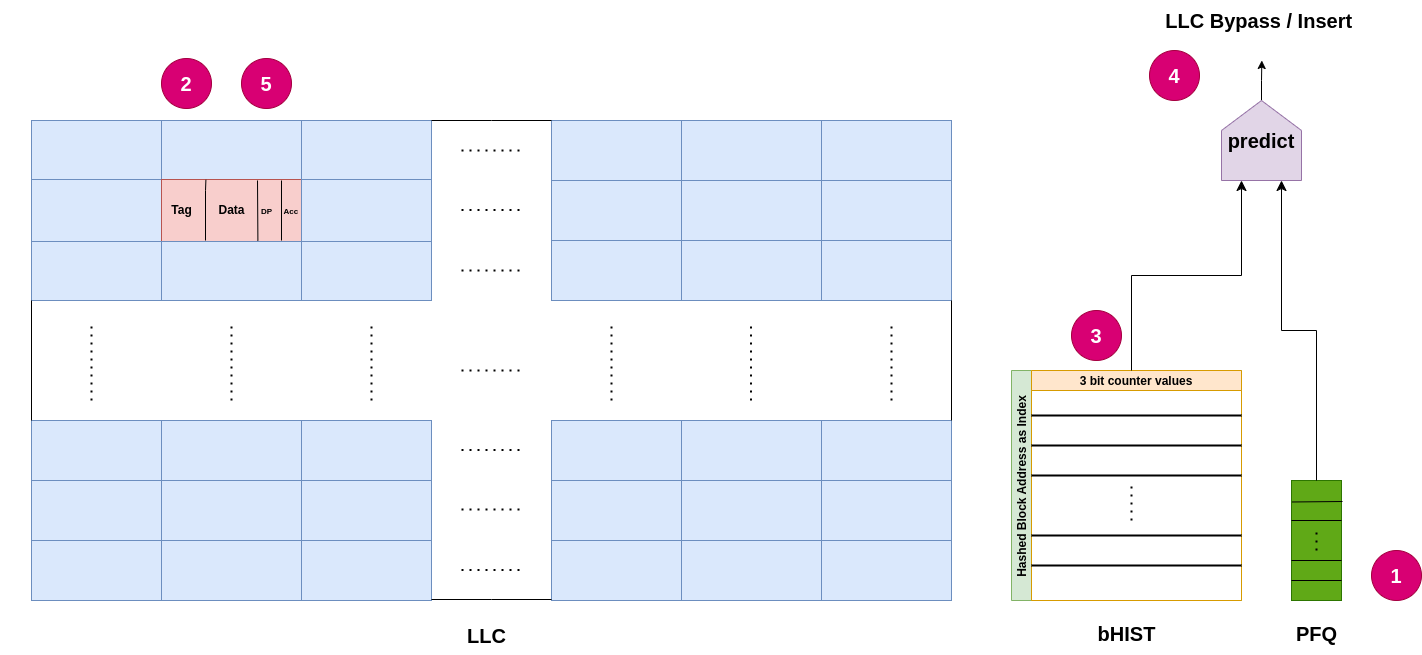 LLC Bypass / Insert
2
5
4
predict
Tag
Data
DP
Acc
3
3 bit counter values
Hashed Block Address as Index
1
LLC
bHIST
PFQ